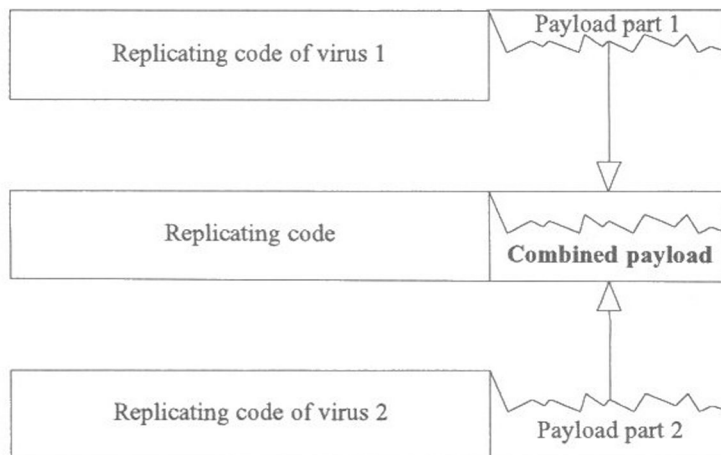 Payload part 1
Replicating code of virus 1
Replicating code
Combined payload
Replicating code of virus 2
Payload part 2